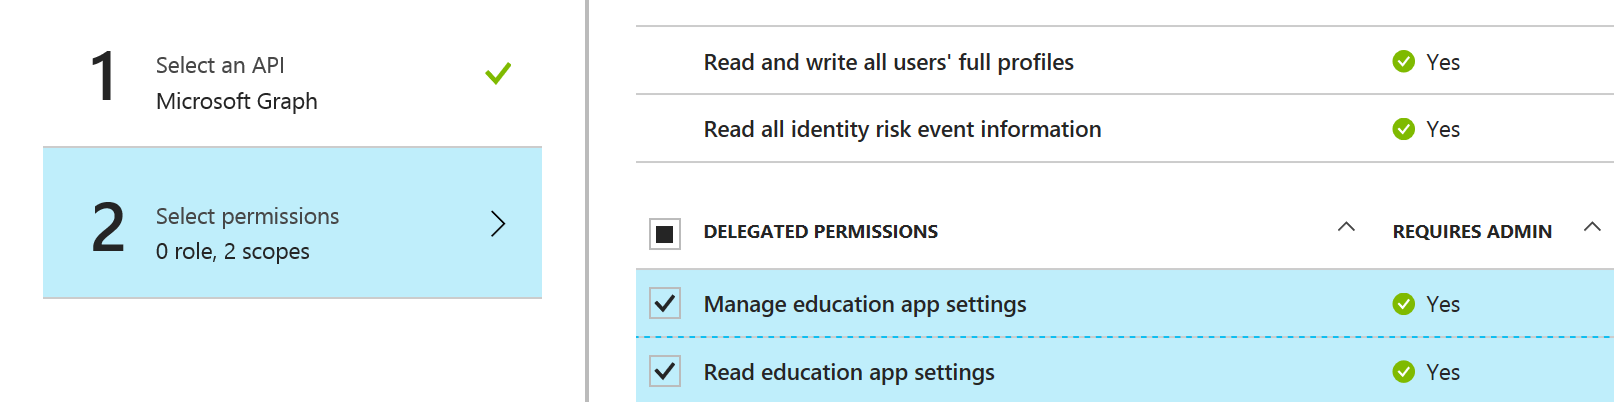 1
Select an API
Microsoft Graph
2
Select permissions
0 role, 2 scopes
Read and write all users' full profiles Yes
Read all identity risk event information Yes
DELEGATED PERMISSIONS REQUIRES ADMIN
Manage education app settings Yes
Read education app settings Yes